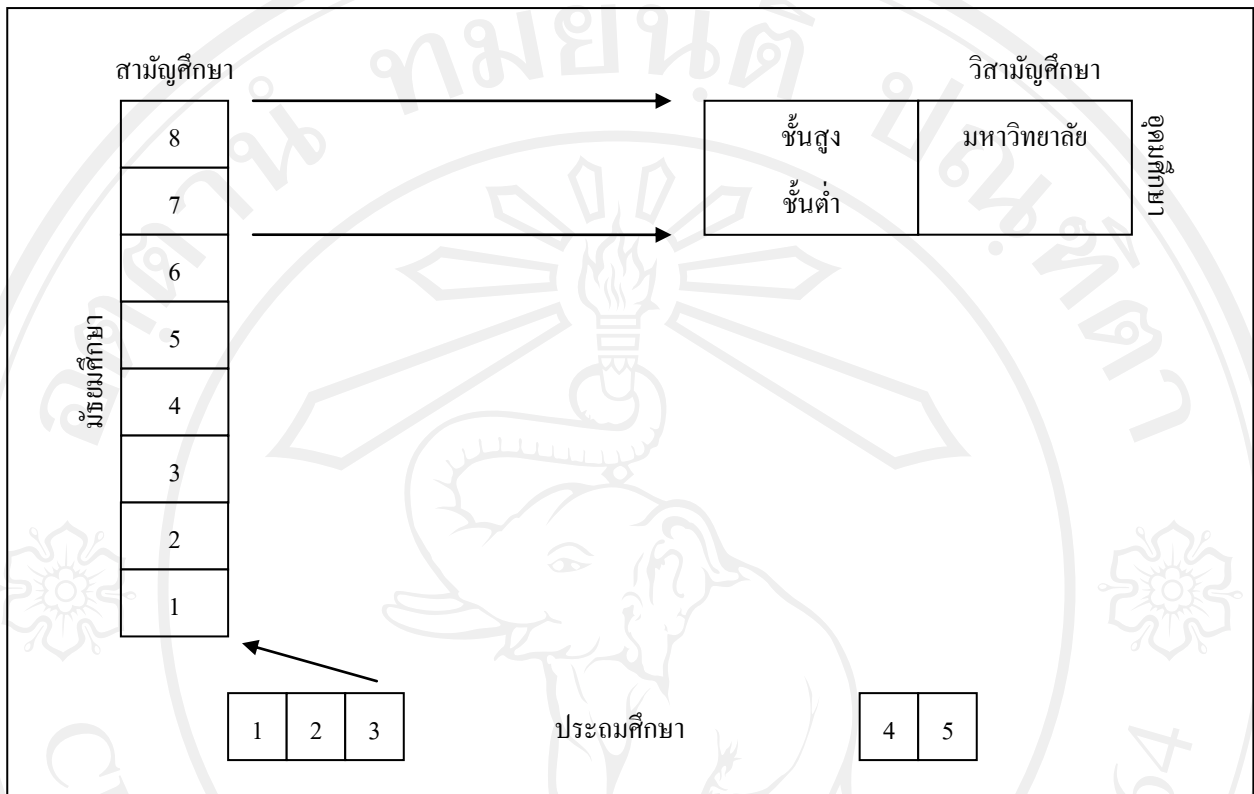 สามัญศึกษา
วิสามัญศึกษา
8
7
6
5
4
3
2
1
มัธยมศึกษา
ชั้นสูง
ชั้นต่ำ
มหาวิทยาลัย
อุดมศึกษา
1 2 3
ประถมศึกษา
4 5